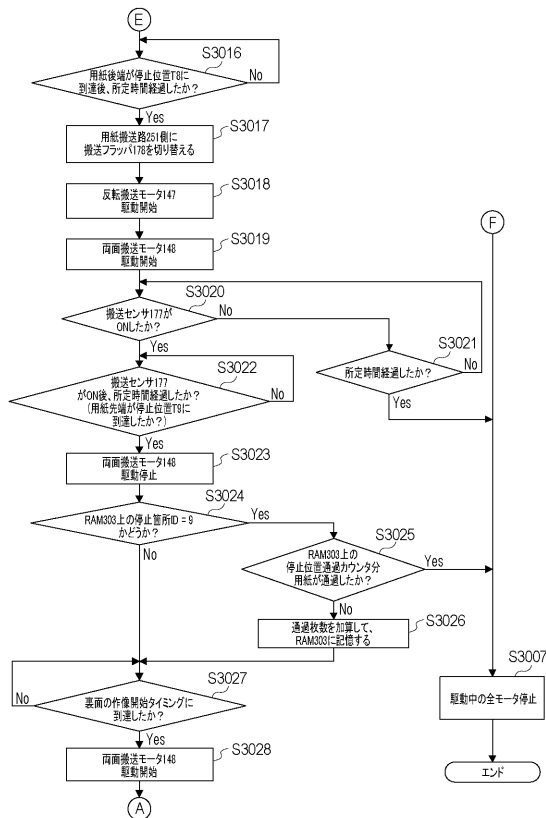 E
S3016
用紙後端が停止位置T8に
到達後、所定時間経過したか?
No
Yes
S3017
用紙搬送路251側に
搬送フラッパ178を切り替える
S3018
反転搬送モータ147
駆動開始
F
S3019
両面搬送モータ148
駆動開始
S3020
搬送センサ177が
ONしたか?
No
Yes
S3021
所定時間経過したか?
No
Yes
S3022
搬送センサ177
がON後、所定時間経過したか?
(用紙先端が停止位置T9に
到達したか?)
No
Yes
S3023
両面搬送モータ148
駆動停止
S3024
RAM303上の停止箇所ID = 9
かどうか?
Yes
No
S3025
RAM303上の
停止位置通過カウンタ分
用紙が通過したか?
Yes
No
S3026
通過枚数を加算して、
RAM303に記憶する
S3007
駆動中の全モータ停止
S3027
裏面の作像開始タイミングに
到達したか?
No
Yes
S3028
両面搬送モータ148
駆動開始
エンド
A